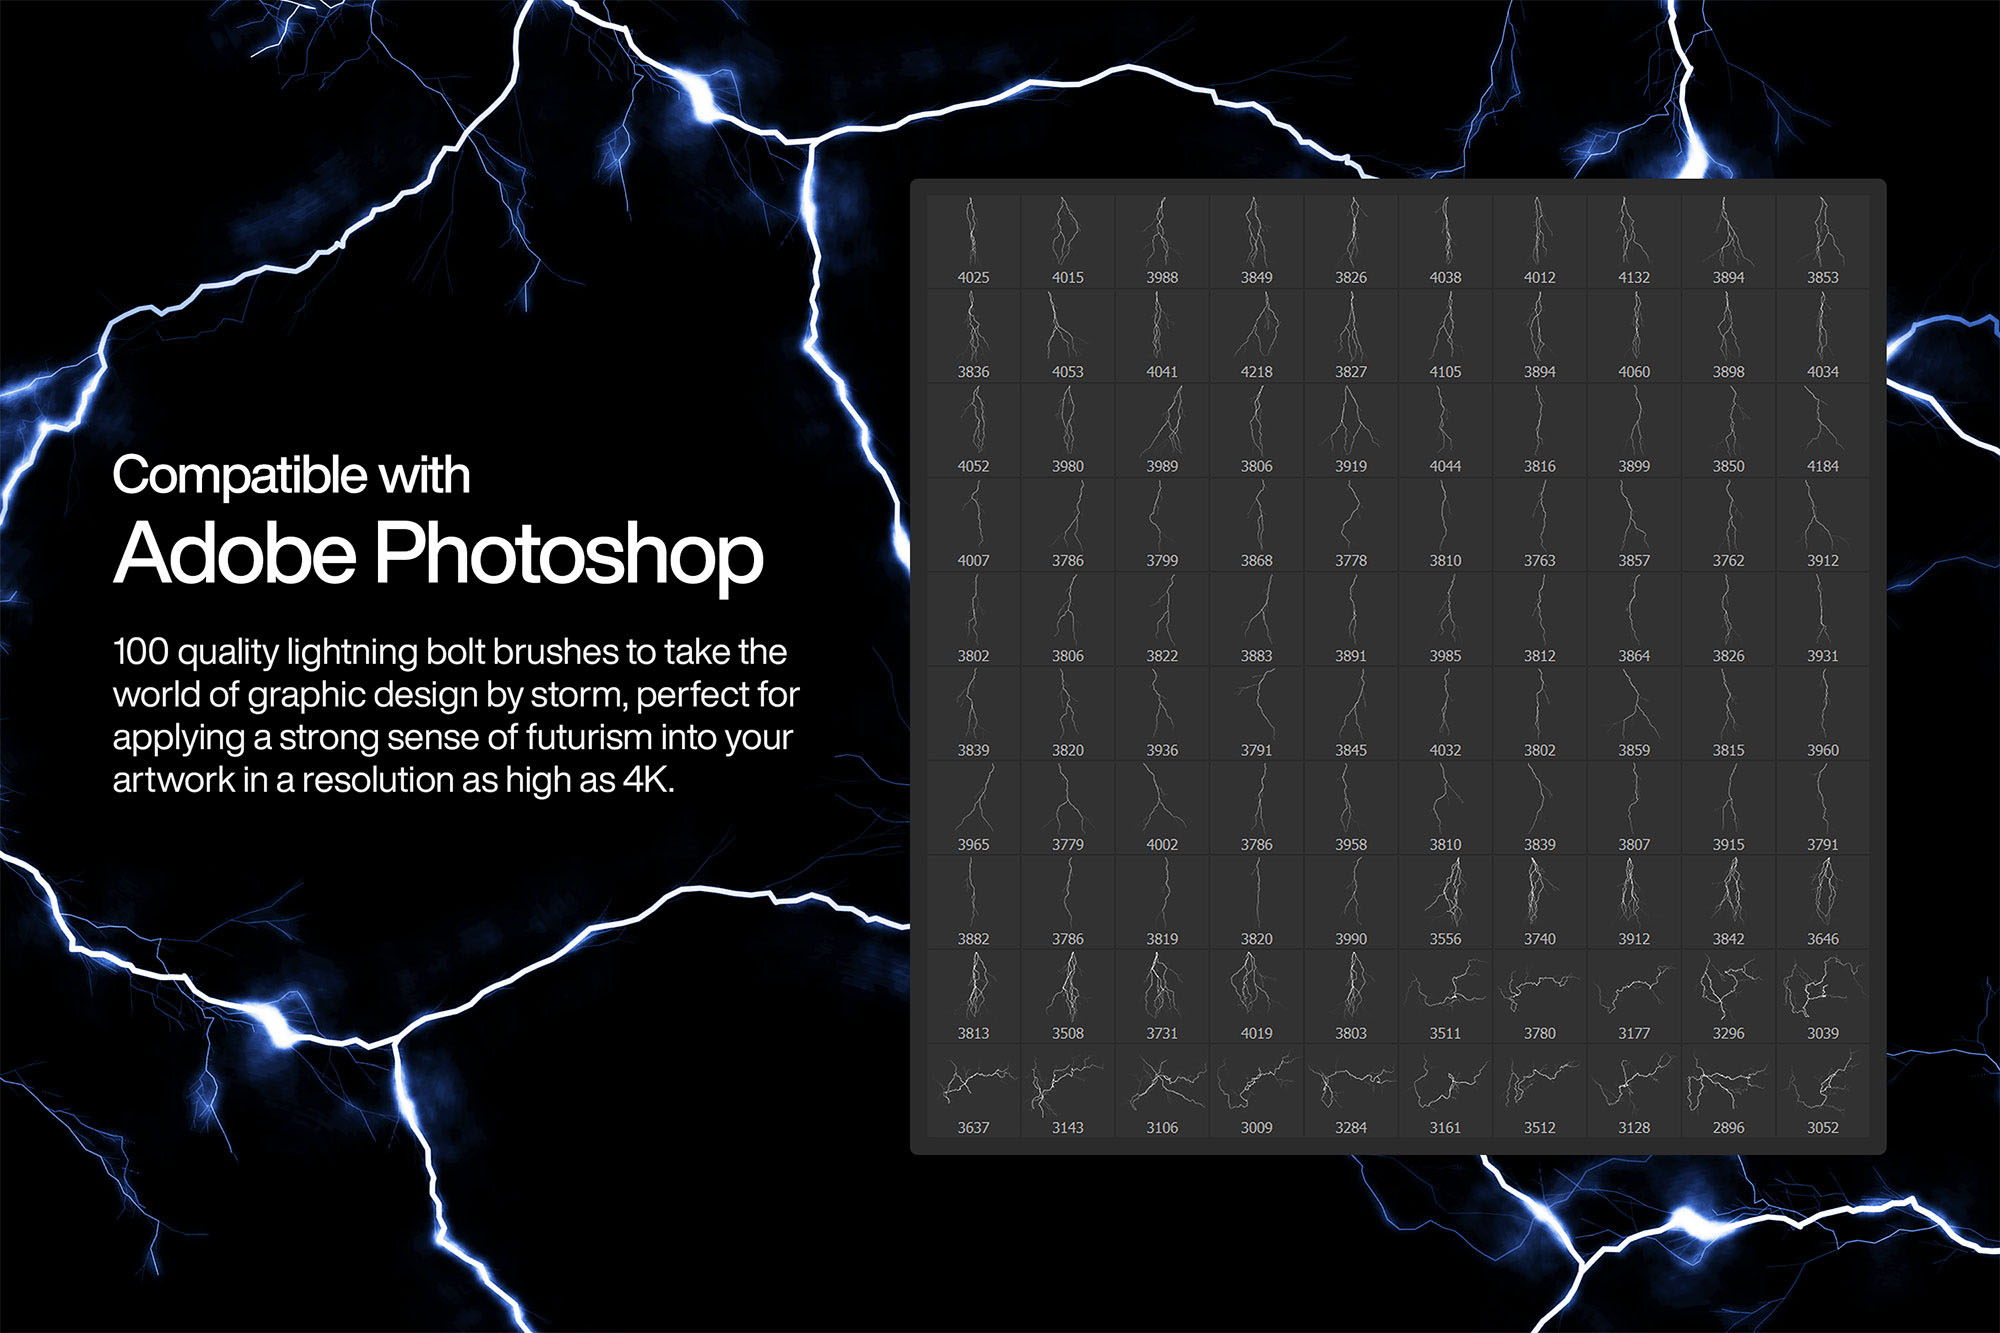 Compatible with
Adobe Photoshop
100 quality lightning bolt brushes to take the
world of graphic design by storm, perfect for
applying a strong sense of futurism into your
artwork in a resolution as high as 4K.
4025 4015 3988 3849 3826 4038 4012 4132 3894 3853
3836 4053 4041 4218 3827 4105 3894 4060 3898 4034
4052 3980 3989 3806 3919 4044 3816 3899 3850 4184
4007 3786 3799 3868 3778 3810 3763 3857 3762 3912
3802 3806 3822 3883 3891 3985 3812 3864 3826 3931
3839 3820 3936 3791 3845 4032 3802 3859 3815 3960
3965 3779 4002 3786 3958 3810 3839 3807 3915 3791
3882 3786 3819 3820 3990 3556 3740 3912 3842 3646
3813 3508 3731 4019 3803 3511 3780 3177 3296 3039
3637 3143 3106 3009 3284 3161 3512 3128 2896 3052